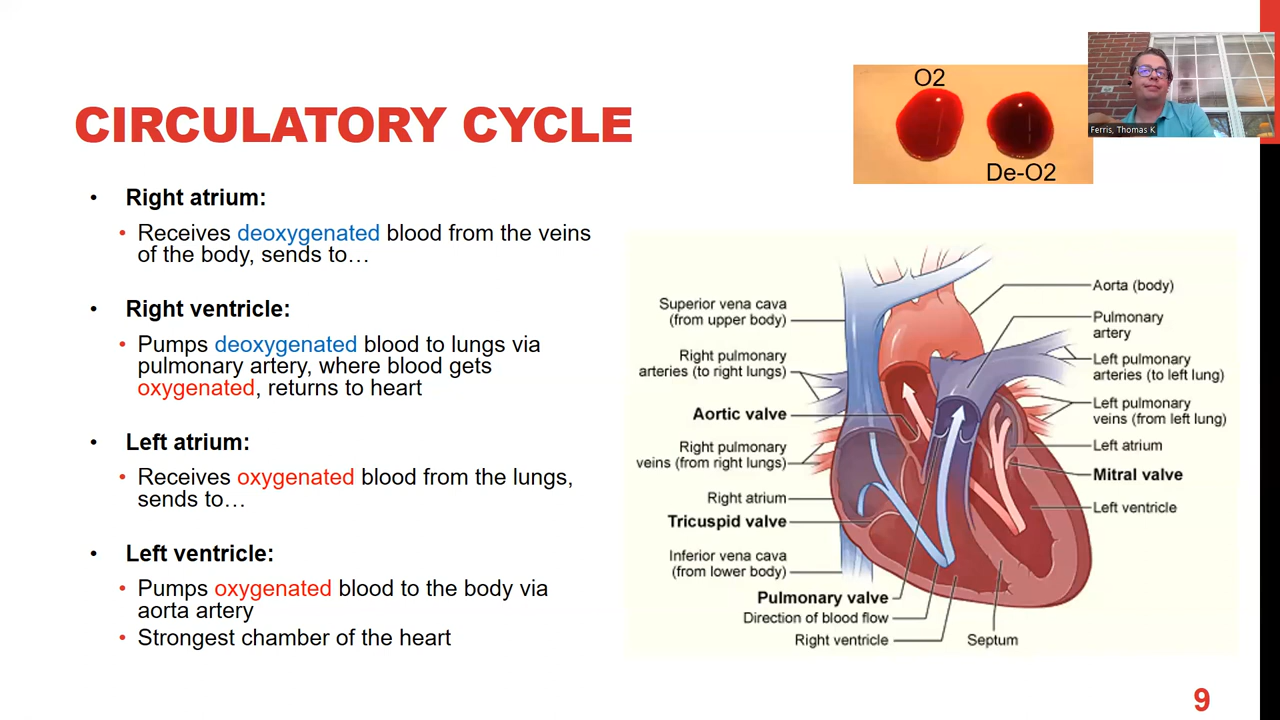 CIRCULATORY CYCLE
• Right atrium:
• Receives deoxygenated blood from the veins
of the body, sends to…
• Right ventricle:
• Pumps deoxygenated blood to lungs via
pulmonary artery, where blood gets
oxygenated, returns to heart
• Left atrium:
• Receives oxygenated blood from the lungs,
sends to…
• Left ventricle:
• Pumps oxygenated blood to the body via
aorta artery
• Strongest chamber of the heart
O2
De-O2
Ferris, Thomas K
Superior vena cava
(from upper body)
Right pulmonary
arteries (to right lungs)
Aortic valve
Right pulmonary
veins (from right lungs)
Right atrium
Tricuspid valve
Inferior vena cava
(from lower body)
Pulmonary valve
Direction of blood flow
Right ventricle
Septum
Aorta (body)
Pulmonary
artery
Left pulmonary
arteries (to left lung)
Left pulmonary
veins (from left lung)
Left atrium
Mitral valve
Left ventricle
9